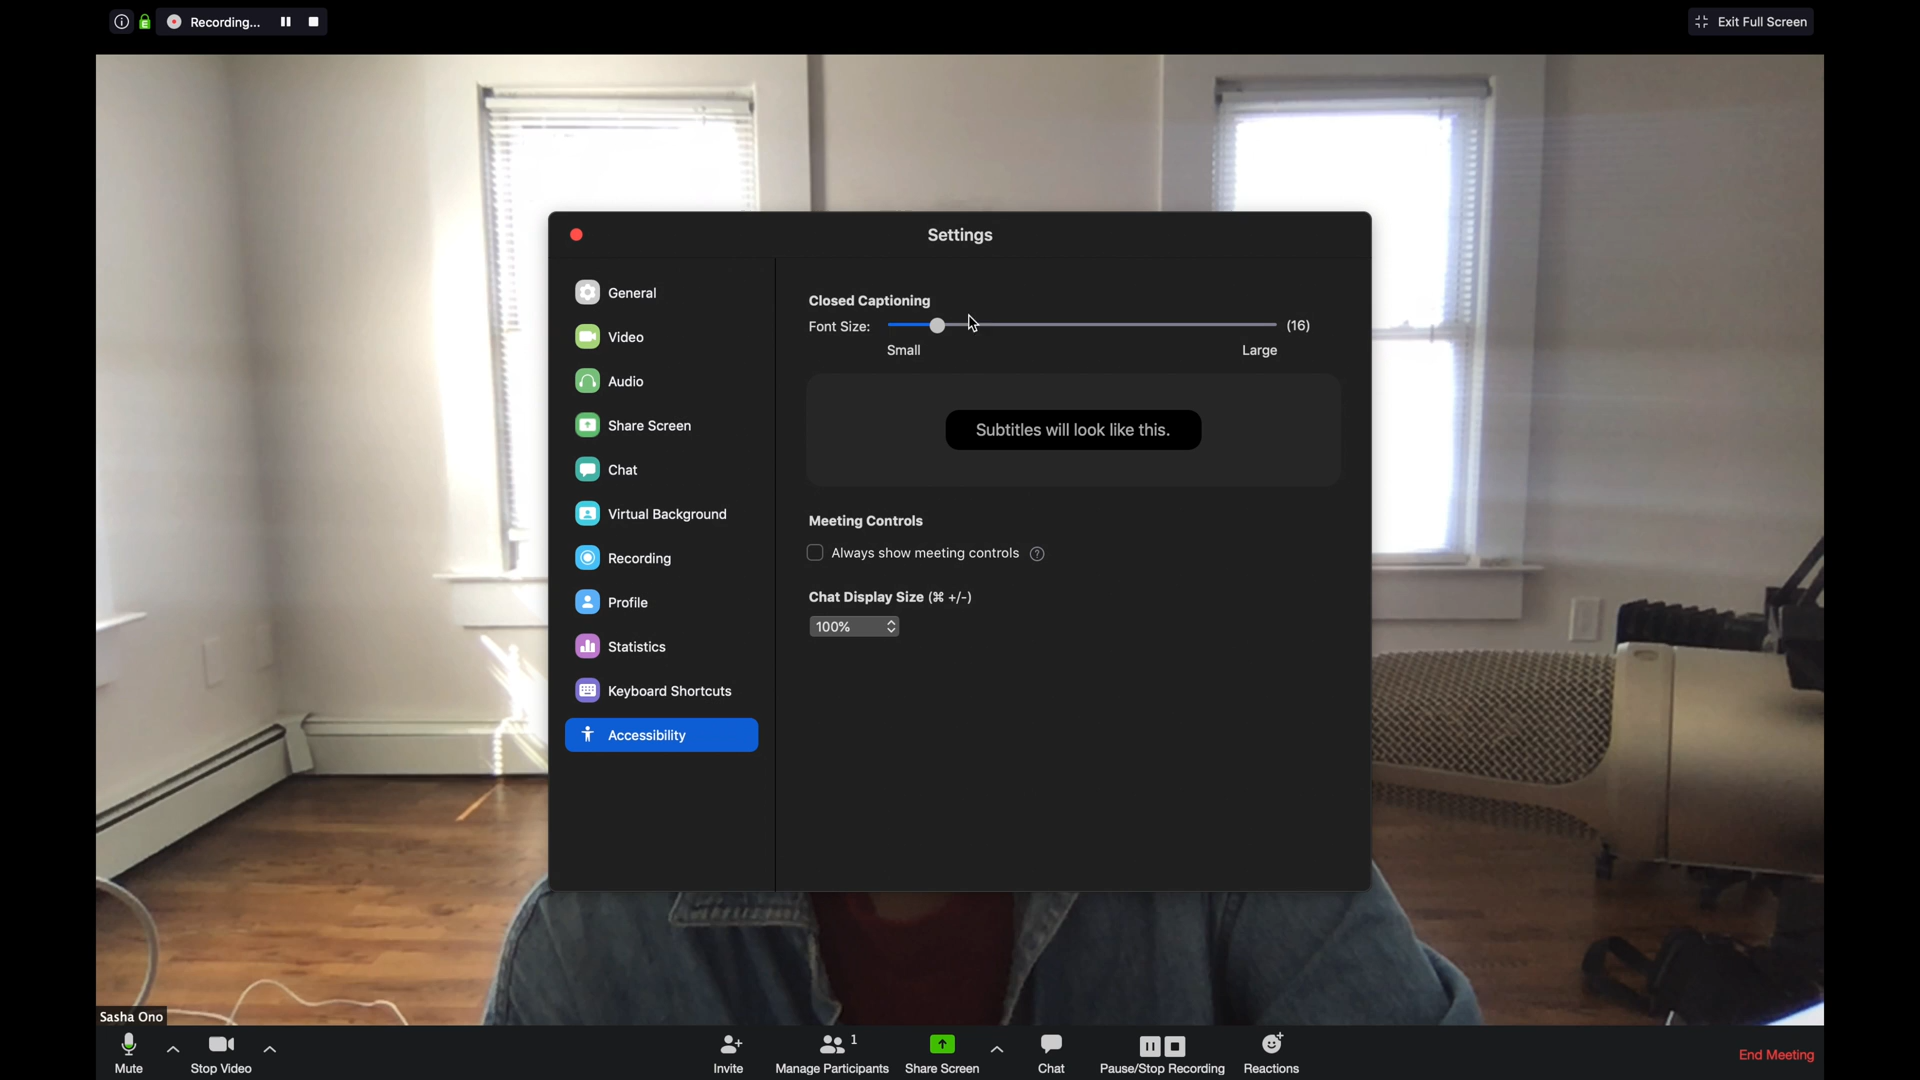 Recording...
Exit Full Screen
Settings
General
Video
Audio
Share Screen
Chat
Virtual Background
Recording
Profile
Statistics
Keyboard Shortcuts
Accessibility
Closed Captioning
Font Size: (16)
Small Large
Subtitles will look like this.
Meeting Controls
Always show meeting controls ?
Chat Display Size (⌘ +/-)
100%
Sasha Ono
Mute
Stop Video
Invite
1
Manage Participants
Share Screen
Chat
Pause/Stop Recording
Reactions
End Meeting